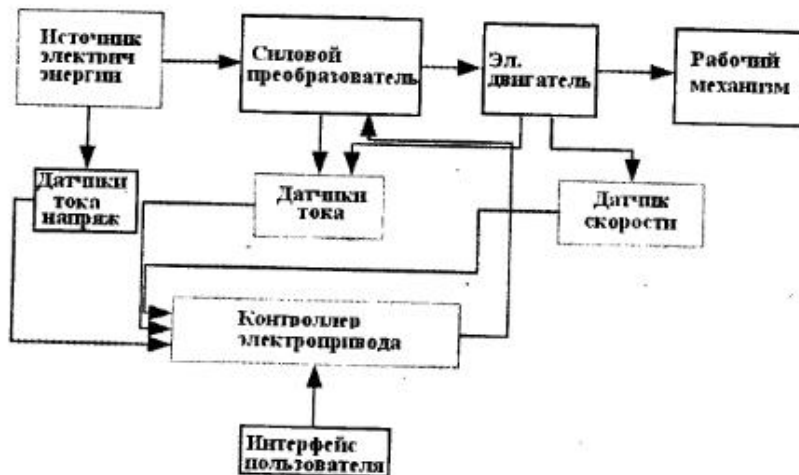 Источник
электрич
энергии
Силовой
преобразователь
Эл.
двигатель
Рабочий
механизм
Датчики
тока
напряж
Датчики
тока
Датчик
скорости
Контроллер
электропривода
Интерфейс
пользователя